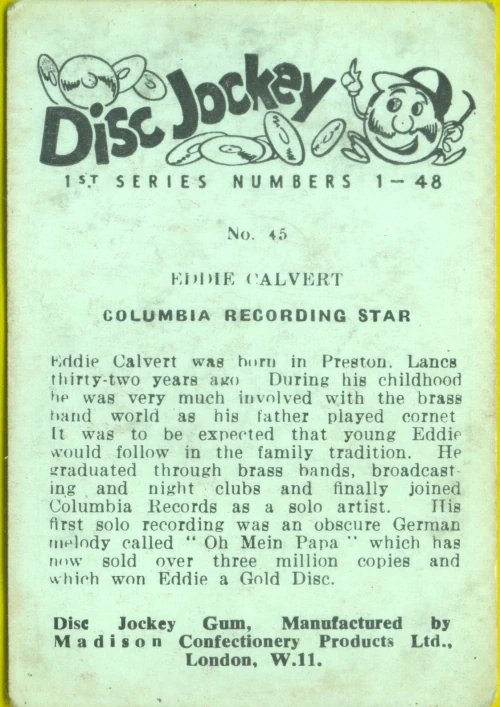 Disc Jockey
1ST SERIES NUMBERS 1-48
No. 45
EDDIE CALVERT
COLUMBIA RECORDING STAR
Eddie Calvert was born in Preston. Lancs
thirty-two years ago During his childhood
he was very much involved with the brass
band world as his father played cornet
It was to be expected that young Eddie
would follow in the family tradition. He
graduated through brass bands, broadcast-
ing and night clubs and finally joined
Columbia Records as a solo artist. His
first solo recording was an obscure German
melody called " Oh Mein Papa " which has
now sold over three million copies and
which won Eddie a Gold Disc.
Disc Jockey Gum, Manufactured by
Madison Confectionery Products Ltd.,
London, W.11.